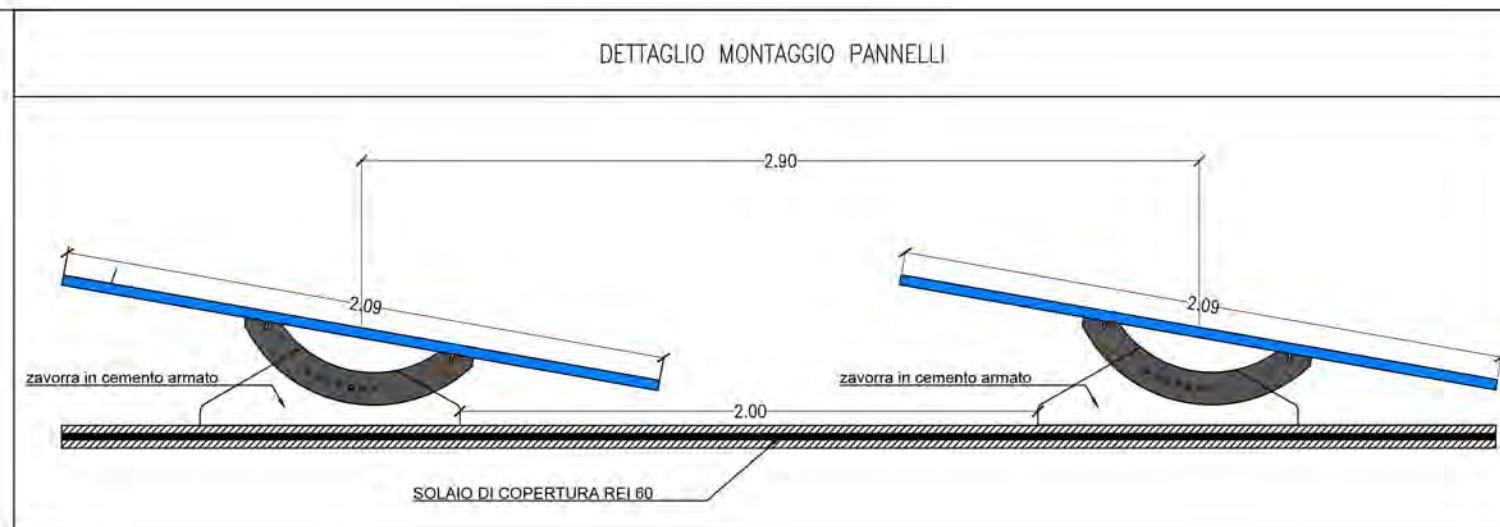 DETTAGLIO MONTAGGIO PANNELLI
2.90
2.09
2.09
zavorra in cemento armato
zavorra in cemento armato
2.00
SOLAIO DI COPERTURA REI 60